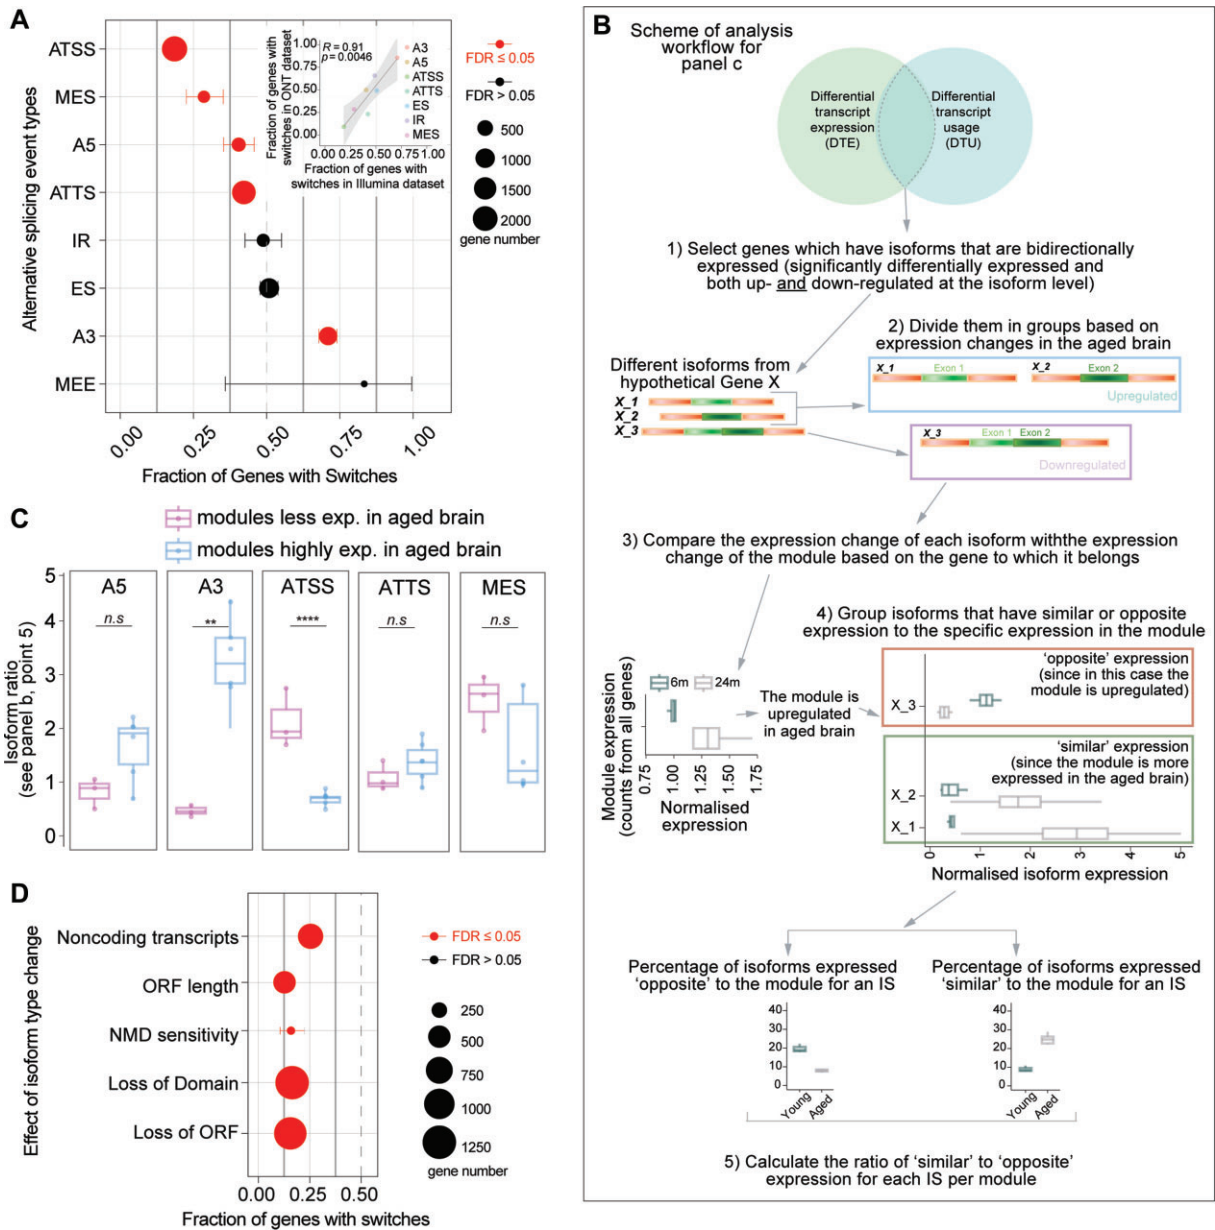 A
Alternative splicing event types
ATSS
MES
A5
ATTS
IR
ES
A3
MEE
0.00
0.25
0.50
0.75
1.00
Fraction of Genes with Switches
Fraction of genes with
switches in ONT dataset
1.00
0.75
0.50
0.25
0.00
R = 0.91
p=0.0046
A3
A5
ATSS
ATTS
ES
IR
MES
0.00 0.25 0.50 0.75 1.00
Fraction of genes with
switches in Illumina dataset
FDR ≤ 0.05
FDR > 0.05
500
1000
1500
2000
gene number
B
Scheme of analysis
workflow for
panel c
Differential
transcript
expression
(DTE)
Differential
transcript
usage
(DTU)
1) Select genes which have isoforms that are bidirectionally
expressed (significantly differentially expressed and
both up- and down-regulated at the isoform level)
2) Divide them in groups based on
expression changes in the aged brain
Different isoforms from
hypothetical Gene X
X_1
X_2
X_3
X_1
Exon 1
X_2
Exon 2
Upregulated
X_3
Exon 1 Exon 2
Downregulated
3) Compare the expression change of each isoform withthe expression
change of the module based on the gene to which it belongs
4) Group isoforms that have similar or opposite
expression to the specific expression in the module
Module expression
(counts from all genes)
6m
24m
0.75
1.00
1.25
1.50
1.75
Normalised
expression
The module is
upregulated
in aged brain
'opposite' expression
(since in this case the
module is upregulated)
X_3
'similar' expression
(since the module is more
expressed in the aged brain)
X_2
X_1
0 1 2 3 4 5
Normalised isoform expression
Percentage of isoforms expressed
'opposite' to the module for an IS
40
30
20
10
0
Young
Aged
Percentage of isoforms expressed
'similar' to the module for an IS
40
30
20
10
0
Young
Aged
5) Calculate the ratio of 'similar' to 'opposite'
expression for each IS per module
C
modules less exp. in aged brain
modules highly exp. in aged brain
Isoform ratio
(see panel b, point 5)
5
4
3
2
1
0
A5
n.s
A3
**
ATSS
****
ATTS
n.s
MES
n.s
D
Effect of isoform type change
Noncoding transcripts
ORF length
NMD sensitivity
Loss of Domain
Loss of ORF
0.00 0.25 0.50
Fraction of genes with switches
FDR ≤ 0.05
FDR > 0.05
250
500
750
1000
1250
gene number